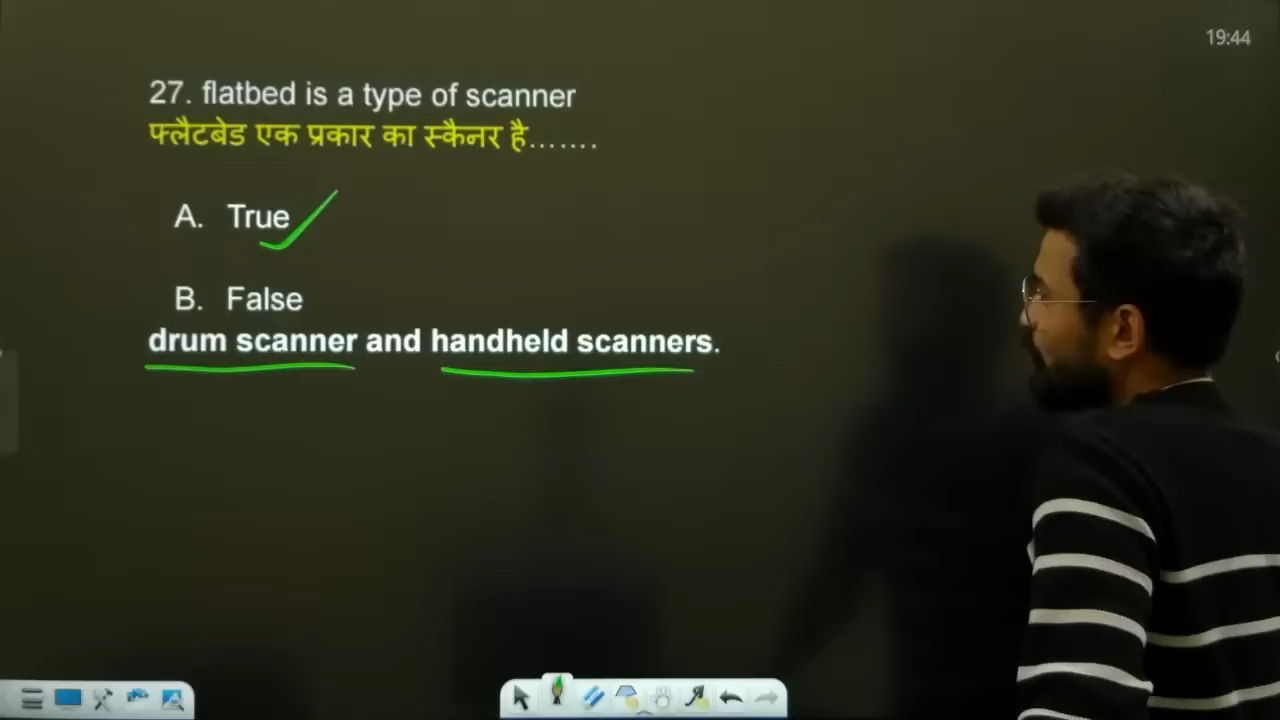 19:44
27. flatbed is a type of scanner
फ्लैटबेड एक प्रकार का स्कैनर है.......
A. True
B. False
drum scanner and handheld scanners.